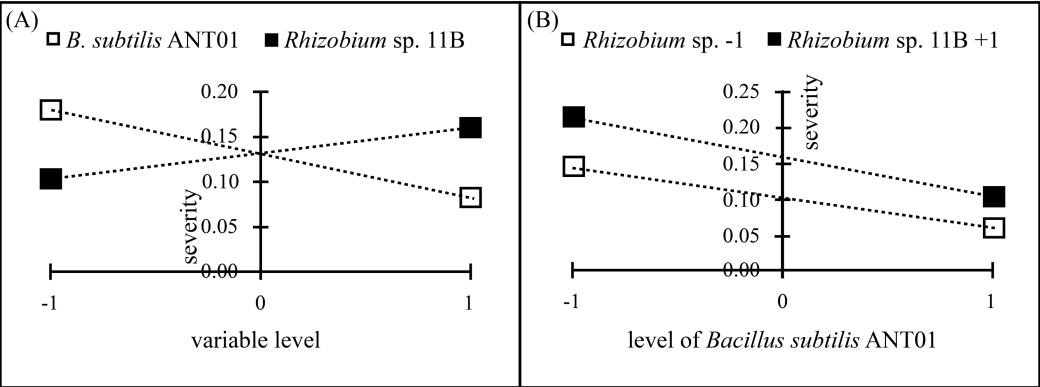 (A)
B. subtilis ANT01 Rhizobium sp. 11B
0.20
0.15
0.10
0.05
0.00
severity
-1 0 1
variable level
(B)
Rhizobium sp. -1 Rhizobium sp. 11B +1
0.25
0.20
0.15
0.10
0.05
0.00
severity
-1 0 1
level of Bacillus subtilis ANT01